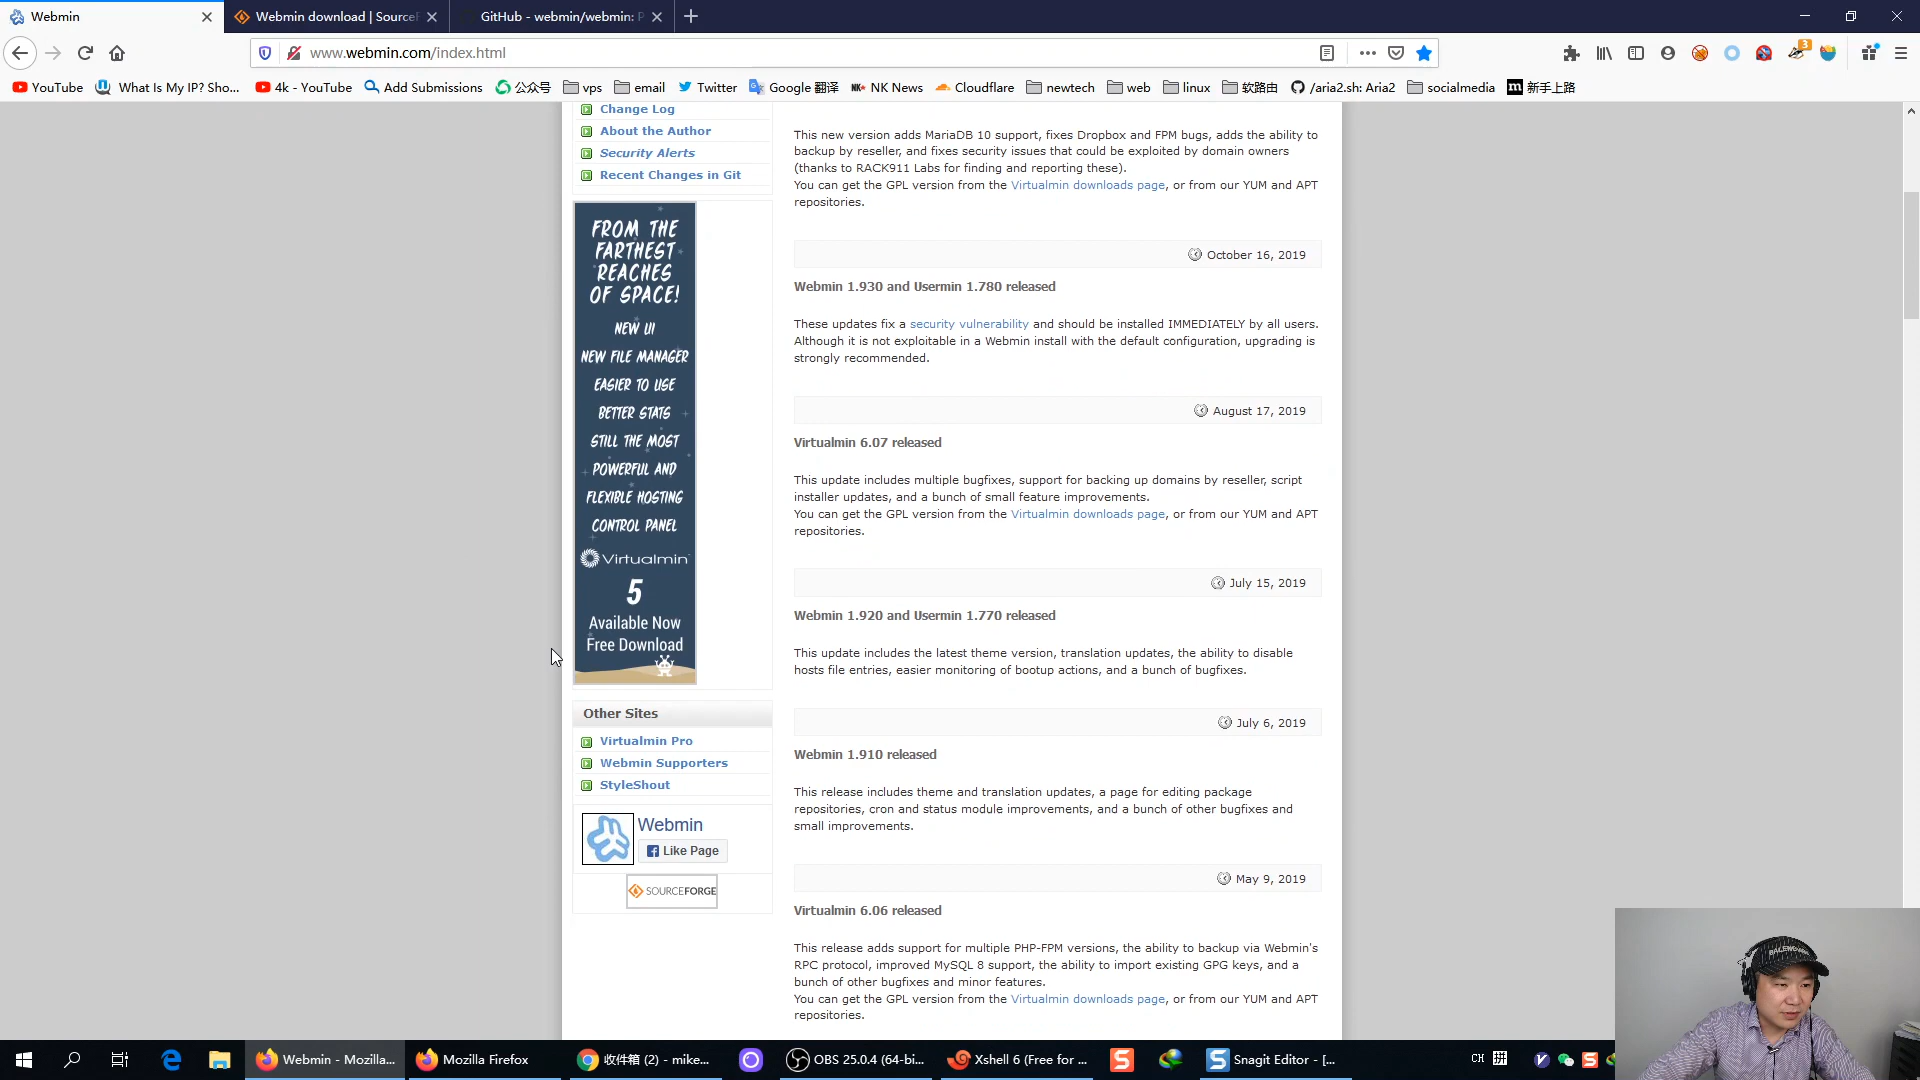 Webmin
Webmin download | SourceF
GitHub - webmin/webmin: P
www.webmin.com/index.html
3
YouTube
What Is My IP? Sho...
4k - YouTube
Add Submissions
公众号
vps
email
Twitter
Google 翻译
NK News
Cloudflare
newtech
web
linux
软路由
/aria2.sh: Aria2
socialmedia
新手上路
Change Log
About the Author
Security Alerts
Recent Changes in Git
FROM THE
FARTHEST
REACHES
OF SPACE!
NEW UI
NEW FILE MANAGER
EASIER TO USE
BETTER STATS
STILL THE MOST
POWERFUL AND
FLEXIBLE HOSTING
CONTROL PANEL
Virtualmin
5
Available Now
Free Download
Other Sites
Virtualmin Pro
Webmin Supporters
StyleShout
Webmin
Like Page
SOURCEFORGE
This new version adds MariaDB 10 support, fixes Dropbox and FPM bugs, adds the ability to
backup by reseller, and fixes security issues that could be exploited by domain owners
(thanks to RACK911 Labs for finding and reporting these).
You can get the GPL version from the Virtualmin downloads page, or from our YUM and APT
repositories.
October 16, 2019
Webmin 1.930 and Usermin 1.780 released
These updates fix a security vulnerability and should be installed IMMEDIATELY by all users.
Although it is not exploitable in a Webmin install with the default configuration, upgrading is
strongly recommended.
August 17, 2019
Virtualmin 6.07 released
This update includes multiple bugfixes, support for backing up domains by reseller, script
installer updates, and a bunch of small feature improvements.
You can get the GPL version from the Virtualmin downloads page, or from our YUM and APT
repositories.
July 15, 2019
Webmin 1.920 and Usermin 1.770 released
This update includes the latest theme version, translation updates, the ability to disable
hosts file entries, easier monitoring of bootup actions, and a bunch of bugfixes.
July 6, 2019
Webmin 1.910 released
This release includes theme and translation updates, a page for editing package
repositories, cron and status module improvements, and a bunch of other bugfixes and
small improvements.
May 9, 2019
Virtualmin 6.06 released
This release adds support for multiple PHP-FPM versions, the ability to backup via Webmin's
RPC protocol, improved MySQL 8 support, the ability to import existing GPG keys, and a
bunch of other bugfixes and minor features.
You can get the GPL version from the Virtualmin downloads page, or from our YUM and APT
repositories.
Webmin - Mozilla...
Mozilla Firefox
收件箱 (2) - mike...
OBS 25.0.4 (64-bi...
Xshell 6 (Free for ...
Snagit Editor - [...
CH 拼